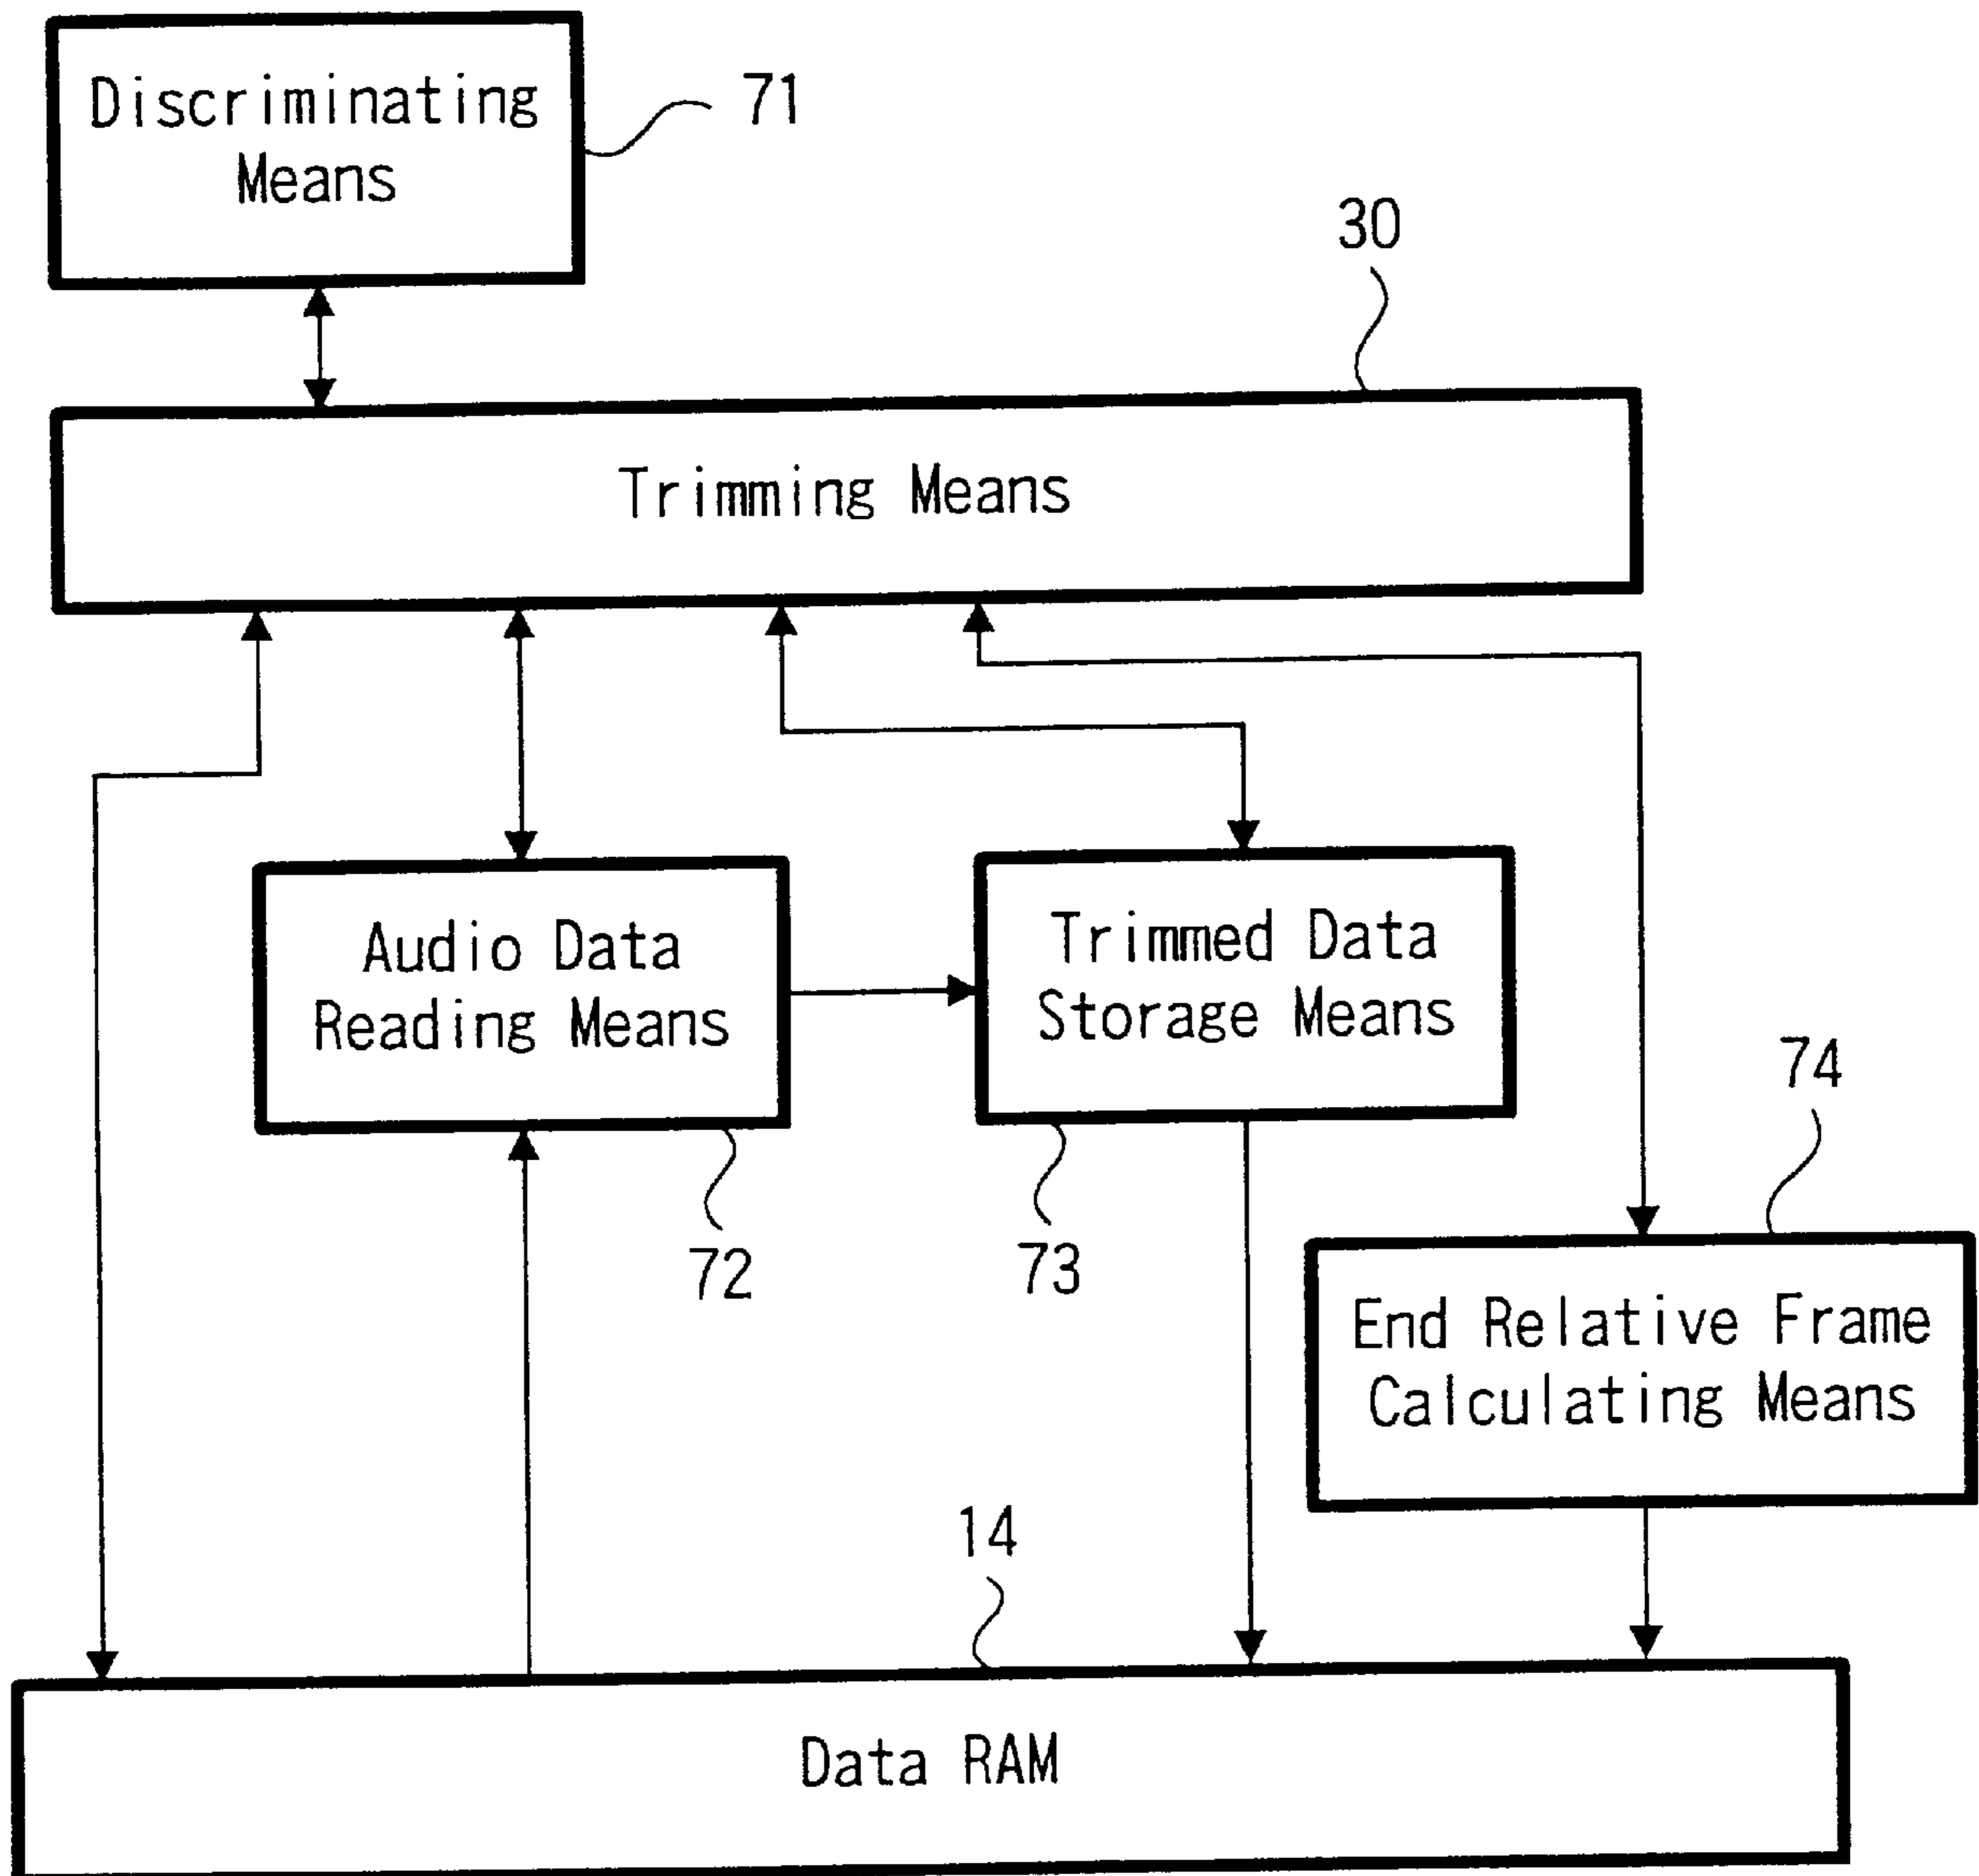 Discriminating
Means
71
30
Trimming Means
Audio Data
Reading Means
Trimmed Data
Storage Means
74
72
73
End Relative Frame
Calculating Means
14
Data RAM